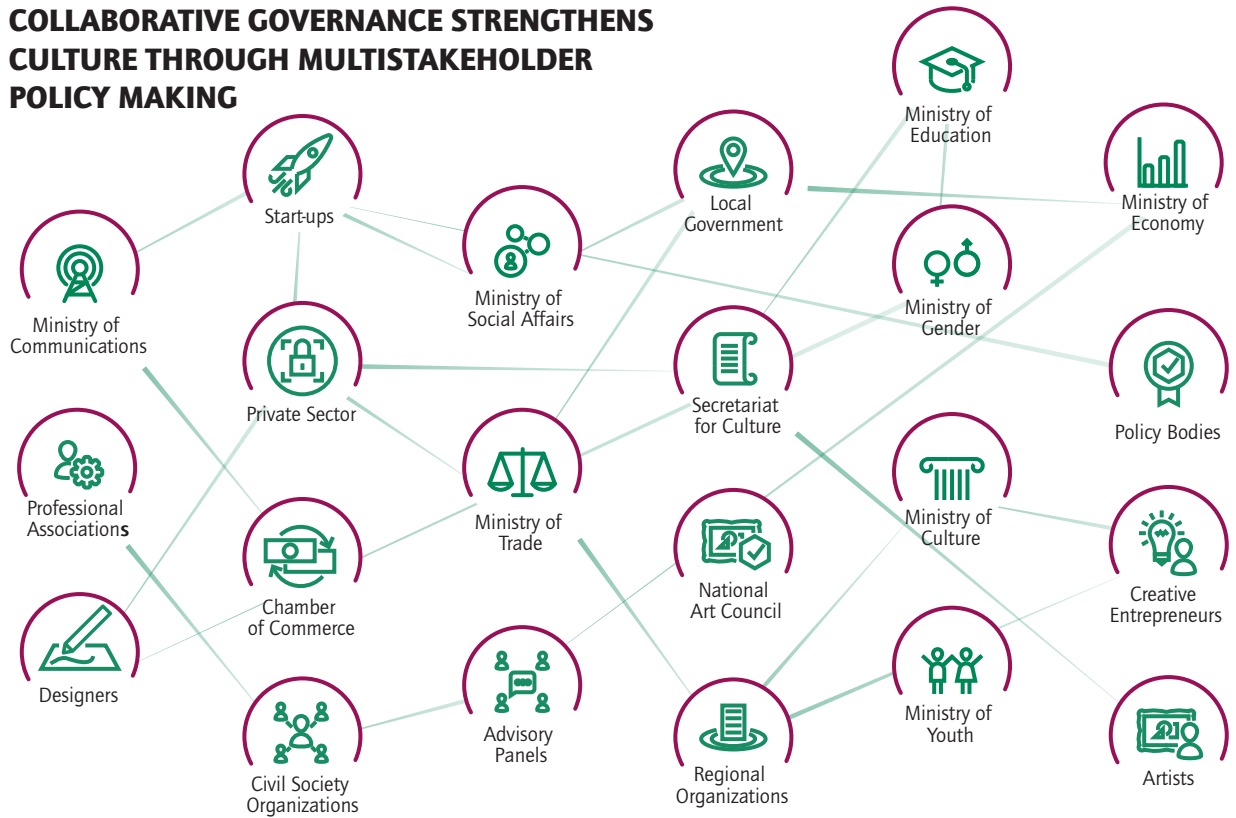 COLLABORATIVE GOVERNANCE STRENGTHENS
CULTURE THROUGH MULTISTAKEHOLDER
POLICY MAKING
Ministry of
Education
Start-ups
Local
Government
Ministry of
Economy
Ministry of
Communications
Ministry of
Social Affairs
Ministry of
Gender
Private Sector
Secretariat
for Culture
Policy Bodies
Professional
Associations
Ministry of
Trade
Ministry of
Culture
Chamber
of Commerce
National
Art Council
Creative
Entrepreneurs
Designers
Advisory
Panels
Ministry of
Youth
Civil Society
Organizations
Regional
Organizations
Artists